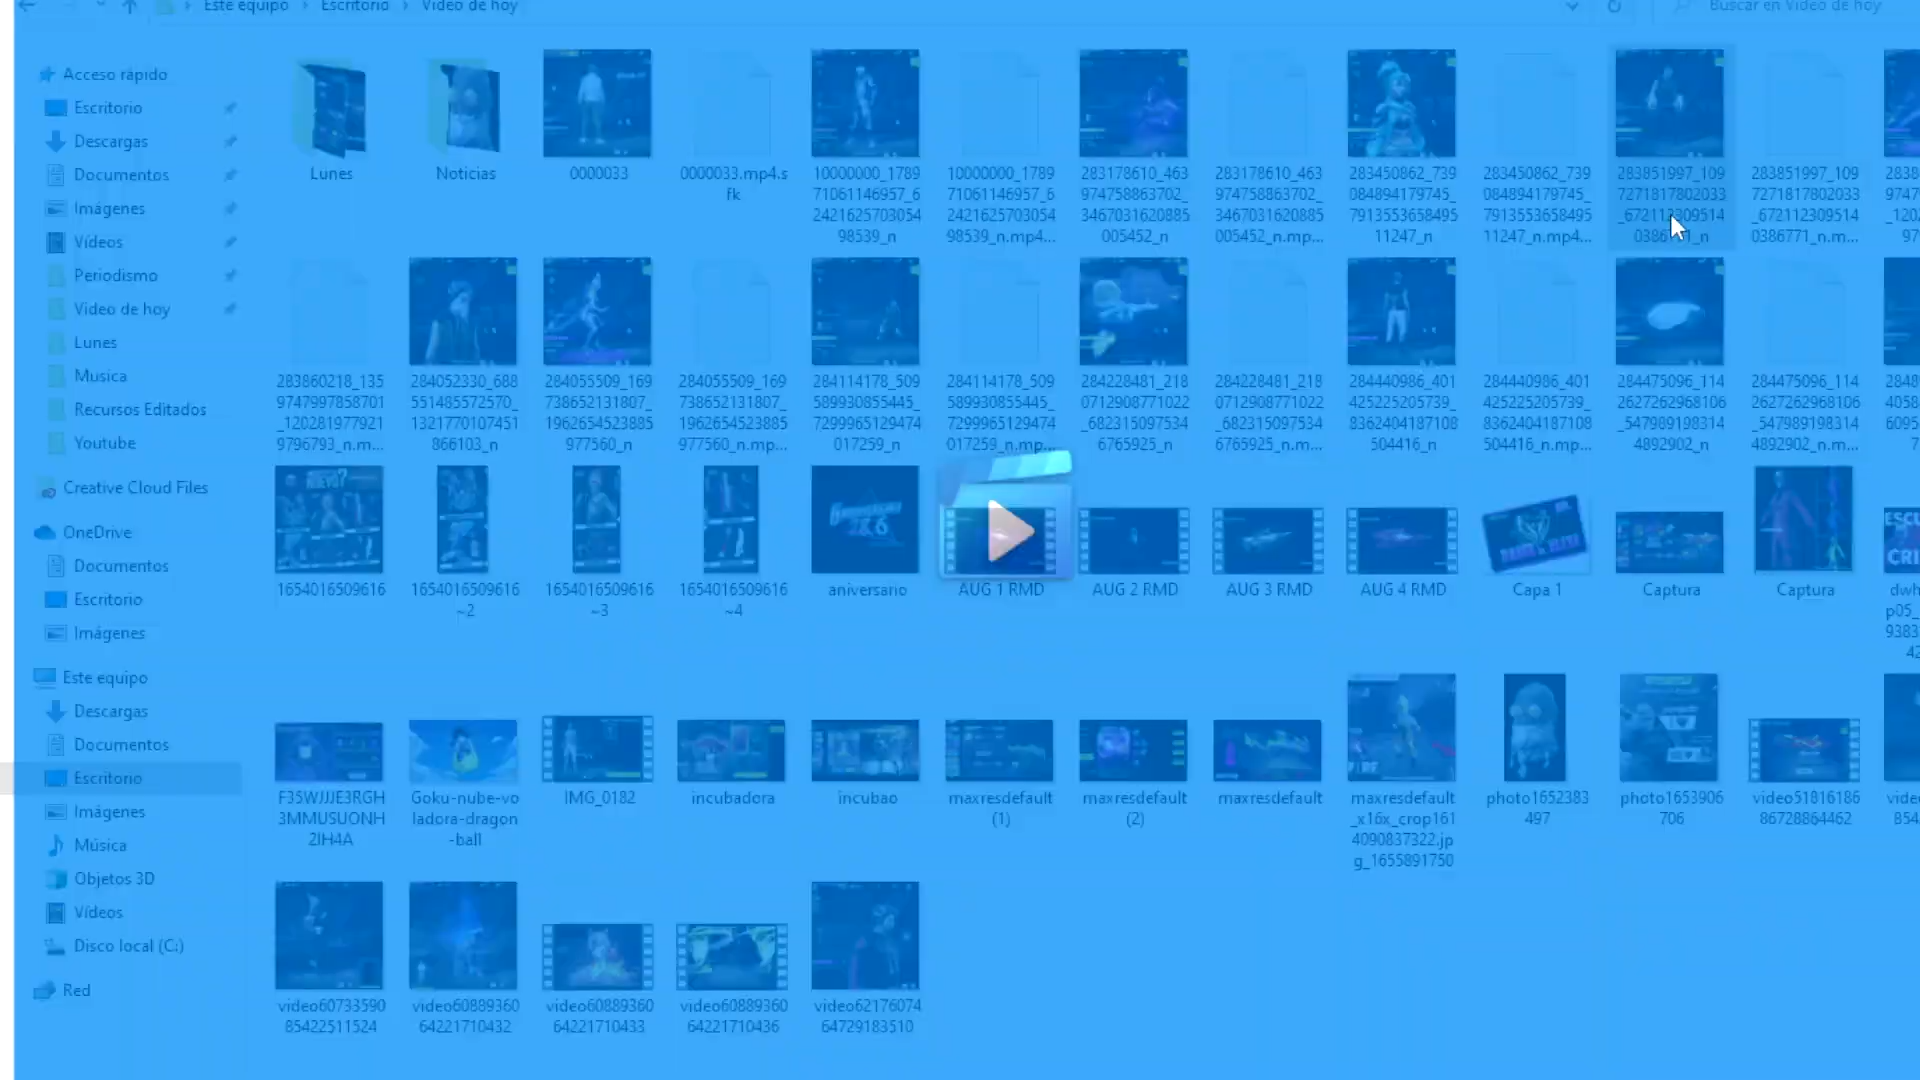 Este equipo > Escritorio > Video de hoy
Buscar en Video de hoy
Acceso rápido
Escritorio
Descargas
Documentos
Imágenes
Vídeos
Periodismo
Video de hoy
Lunes
Musica
Recursos Editados
Youtube
Creative Cloud Files
OneDrive
Documentos
Escritorio
Imágenes
Este equipo
Descargas
Documentos
Escritorio
Imágenes
Música
Objetos 3D
Vídeos
Disco local (C:)
Red
Lunes
Noticias
0000033
0000033.mp4.s
fk
10000000_1789
71061146957_6
2421625703054
98539_n
10000000_1789
71061146957_6
2421625703054
98539_n.mp4...
283178610_463
974758863702_
3467031620885
005452_n
283178610_463
974758863702_
3467031620885
005452_n.mp...
283450862_739
084894179745_
7913553658495
11247_n
283450862_739
084894179745_
7913553658495
11247_n.mp4...
283851997_109
7271817802033
_672112309514
283851997_109
7271817802033
_672112309514
0386771_n.m...
283860218_135
9747997858701
_120281977921
9796793_n.m...
284052330_688
551485572570_
1321770107451
866103_n
284055509_169
738652131807_
1962654523885
977560_n
284055509_169
738652131807_
1962654523885
977560_n.mp...
284114178_509
589930855445_
7299965129474
017259_n
284114178_509
589930855445_
7299965129474
017259_n.mp...
284228481_218
0712908771022
_682315097534
6765925_n
284228481_218
0712908771022
_682315097534
6765925_n.m...
284440986_401
425225205739_
8362404187108
504416_n
284440986_401
425225205739_
8362404187108
504416_n.mp...
284475096_114
2627262968106
_547989198314
4892902_n
284475096_114
2627262968106
_547989198314
4892902_n.m...
1654016509616
1654016509616
~2
1654016509616
~3
1654016509616
~4
aniversario
AUG 1 RMD
AUG 2 RMD
AUG 3 RMD
AUG 4 RMD
Capa 1
Captura
Captura
F35WJJJE3RGH
3MMUSUONH
2IH4A
Goku-nube-vo
ladora-dragon
-ball
IMG_0182
incubadora
incubao
maxresdefault
(1)
maxresdefault
(2)
maxresdefault
maxresdefault
_x16x_crop161
4090837322.jp
g_1655891750
photo1652383
497
photo1653906
706
video51816186
86728864462
video60733590
85422511524
video60889360
64221710432
video60889360
64221710433
video60889360
64221710436
video62176074
64729183510